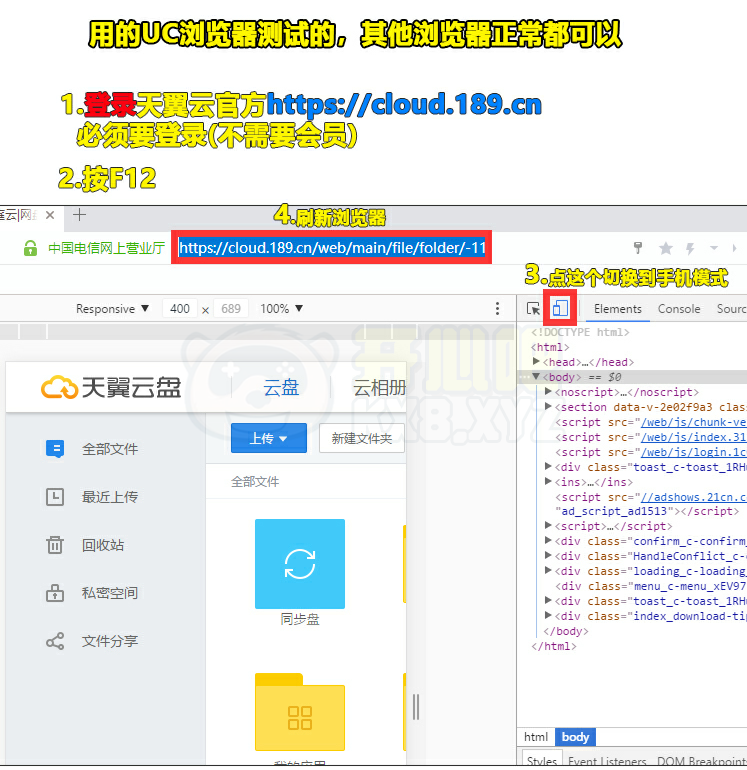 用的UC浏览器测试的，其他浏览器正常都可以
1.登录天翼云官方https://cloud.189.cn
必须要登录(不需要会员)
2.按F12
4.刷新浏览器
中国电信网上营业厅
https://cloud.189.cn/web/main/file/folder/-11
3.点这个切换到手机模式
Responsive ▼ 400 × 689 100% ▼
Elements Console Sourc
<!DOCTYPE html>
<html>
▶<head>…</head>
…▼<body> == $0
▶<noscript>…</noscript>
▶<section data-v-2e02f9a3 clas
<script src="/web/js/chunk-ve
<script src="/web/js/index.31
<script src="/web/js/login.1c
▶<div class="toast_c-toast_1RH
▶<ins>…</ins>
<script src="//adshows.21cn.c
"ad_script_ad1513"></script>
▶<script>…</script>
▶<div class="confirm_c-confirm_
▶<div class="HandleConflict_c-
▶<div class="loading_c-loading_
<div class="menu_c-menu_xEV97
▶<div class="toast_c-toast_1RH
▶<div class="index_download-tip
</body>
</html>
html body
Styles Event Listeners DOM Breakpoints
天翼云盘
云盘 云相册
上传 ▼ 新建文件夹
全部文件
全部文件
最近上传
回收站
私密空间
文件分享
同步盘
我的应用